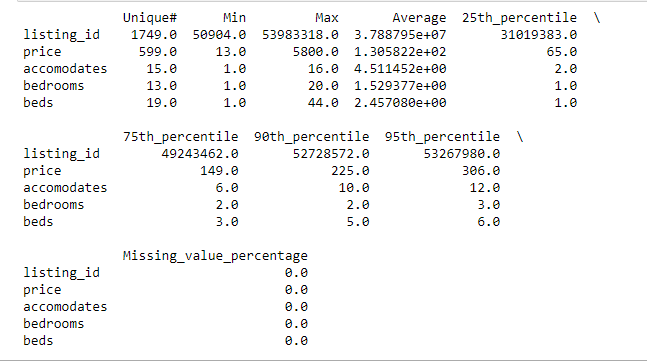 Unique# Min Max Average 25th_percentile \
listing_id 1749.0 50904.0 53983318.0 3.788795e+07 31019383.0
price 599.0 13.0 5800.0 1.305822e+02 65.0
accomodates 15.0 1.0 16.0 4.511452e+00 2.0
bedrooms 13.0 1.0 20.0 1.529377e+00 1.0
beds 19.0 1.0 44.0 2.457080e+00 1.0
75th_percentile 90th_percentile 95th_percentile \
listing_id 49243462.0 52728572.0 53267980.0
price 149.0 225.0 306.0
accomodates 6.0 10.0 12.0
bedrooms 2.0 2.0 3.0
beds 3.0 5.0 6.0
Missing_value_percentage
listing_id 0.0
price 0.0
accomodates 0.0
bedrooms 0.0
beds 0.0